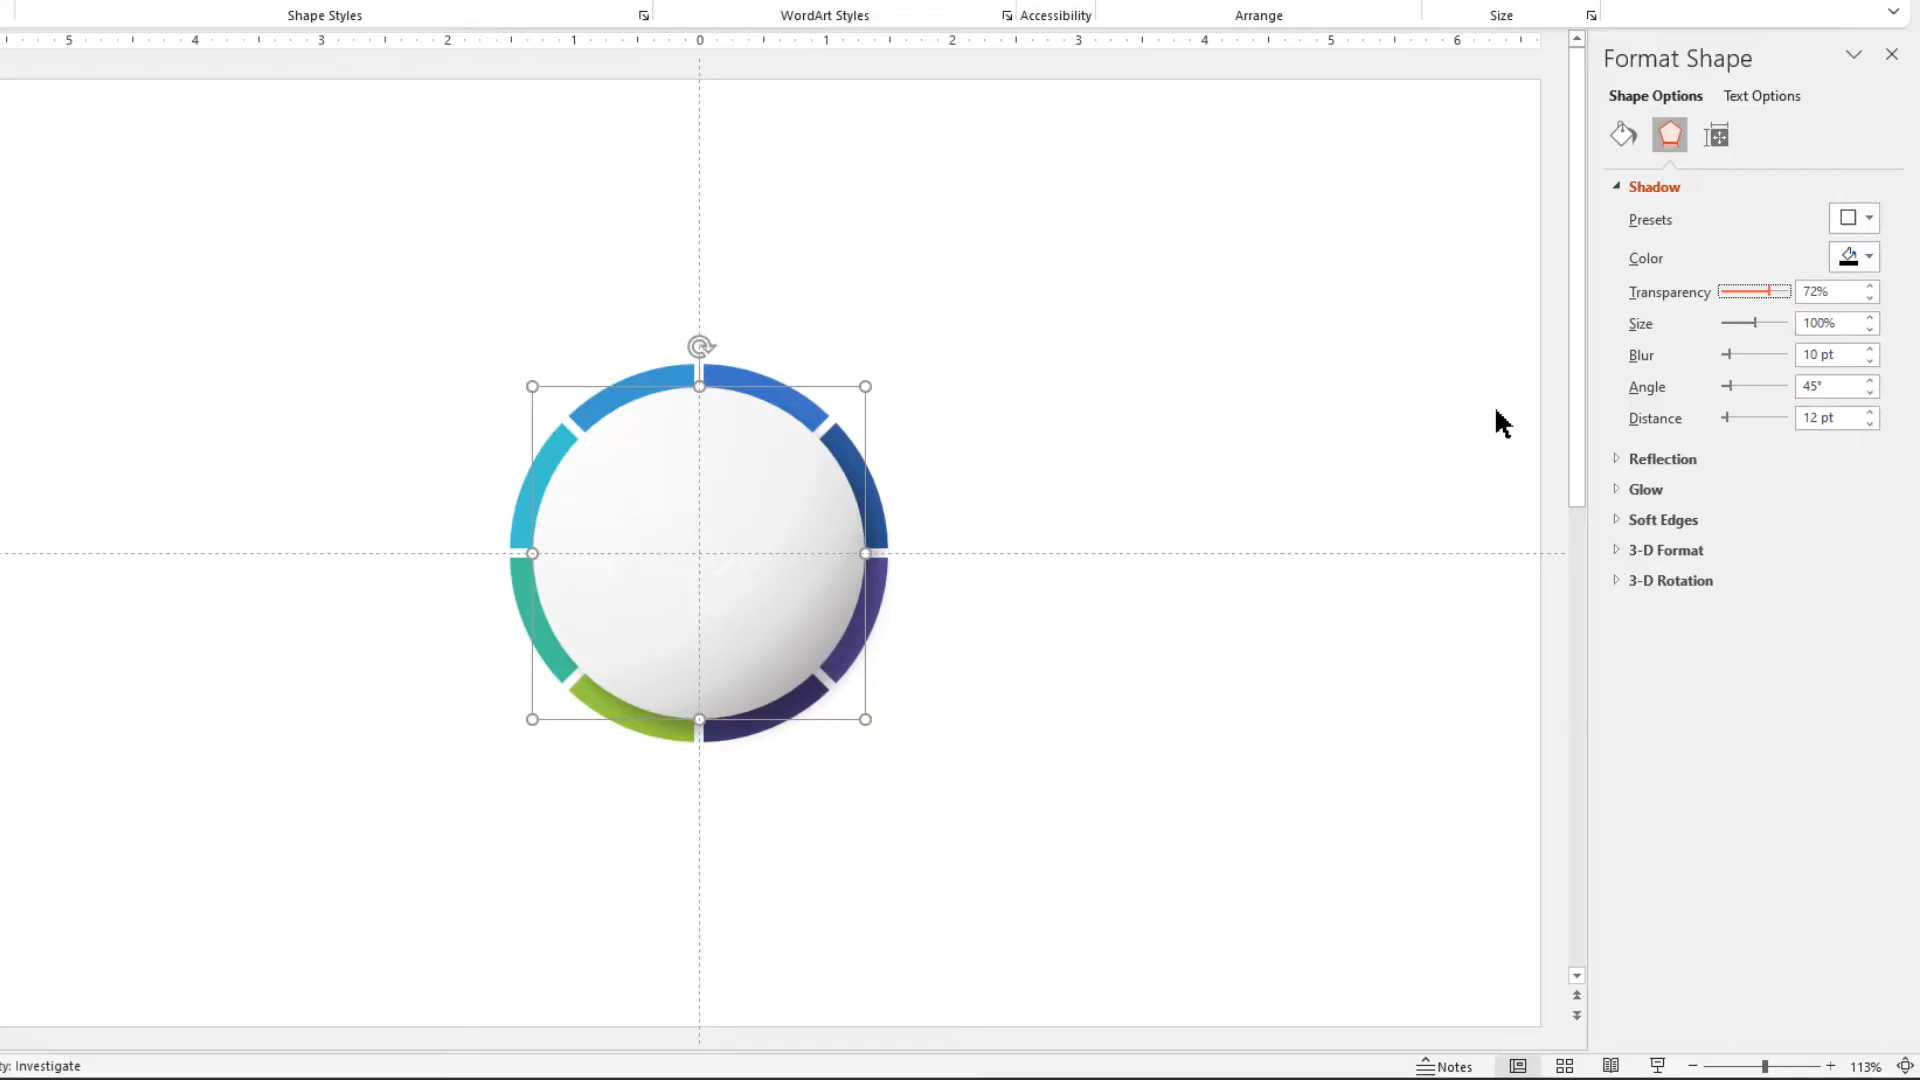 Shape Styles
WordArt Styles
Accessibility
Arrange
Size
5 4 3 2 1 0 1 2 3 4 5 6
Format Shape
Shape Options Text Options
Shadow
Presets
Color
Transparency 72%
Size 100%
Blur 10 pt
Angle 45°
Distance 12 pt
Reflection
Glow
Soft Edges
3-D Format
3-D Rotation
ty: Investigate
Notes
113%